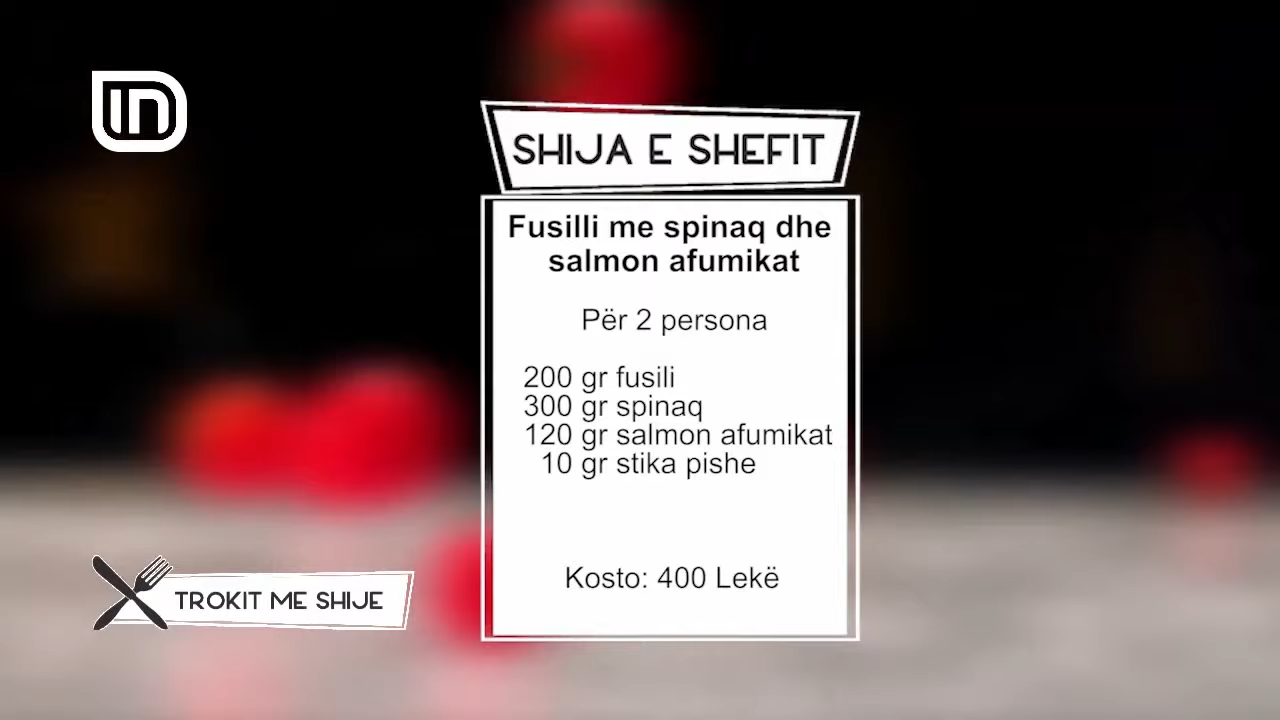 IN
SHIJA E SHEFIT
Fusilli me spinaq dhe
salmon afumikat
Për 2 persona
200 gr fusili
300 gr spinaq
120 gr salmon afumikat
10 gr stika pishe
Kosto: 400 Lekë
TROKIT ME SHIJE